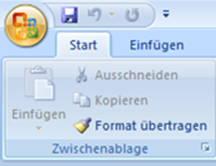 Start Einfügen
Ausschneiden
Kopieren
Einfügen
Format übertragen
Zwischenablage